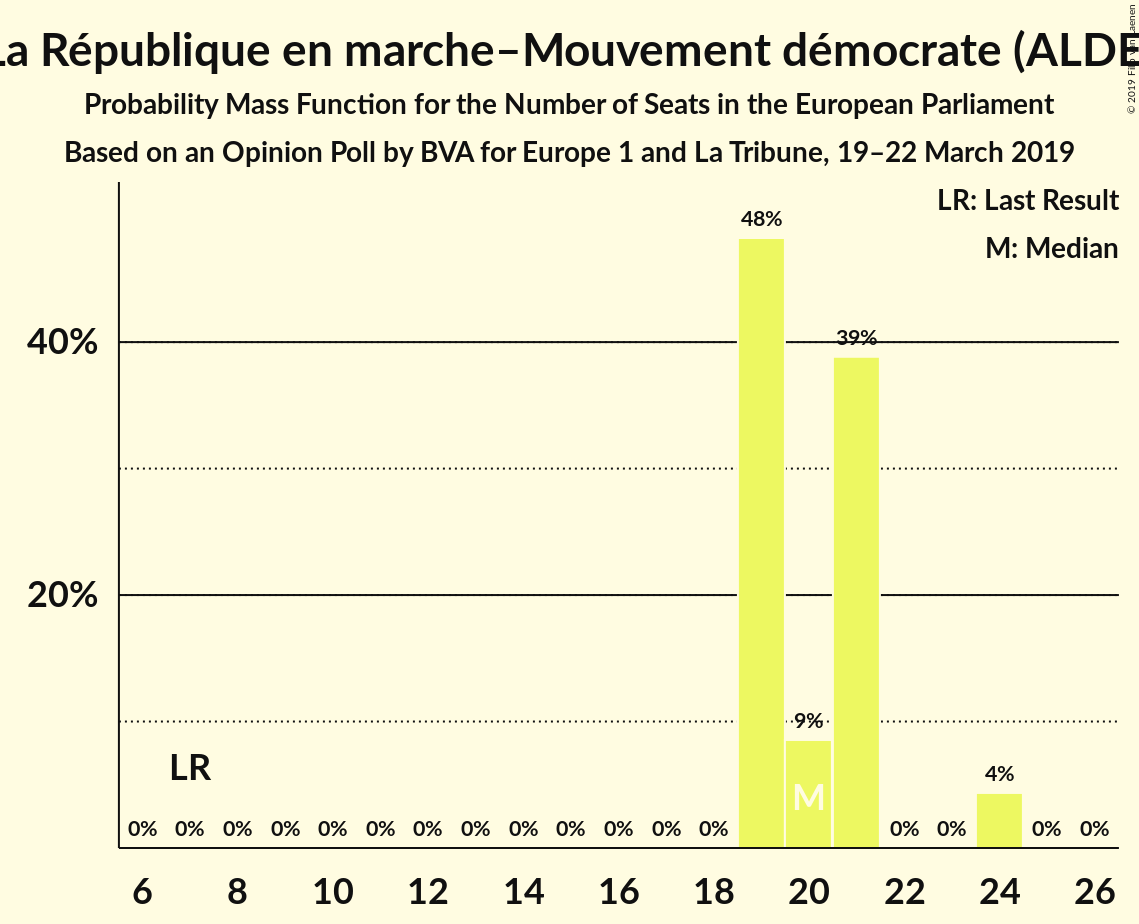 La République en marche–Mouvement démocrate (ALDE
Probability Mass Function for the Number of Seats in the European Parliament
Based on an Opinion Poll by BVA for Europe 1 and La Tribune, 19–22 March 2019
LR: Last Result
M: Median
48%
40%
39%
20%
9%
LR
M
4%
0% 0% 0% 0% 0% 0% 0% 0% 0% 0% 0% 0% 0% 0% 0% 0% 0%
6 8 10 12 14 16 18 20 22 24 26
© 2019